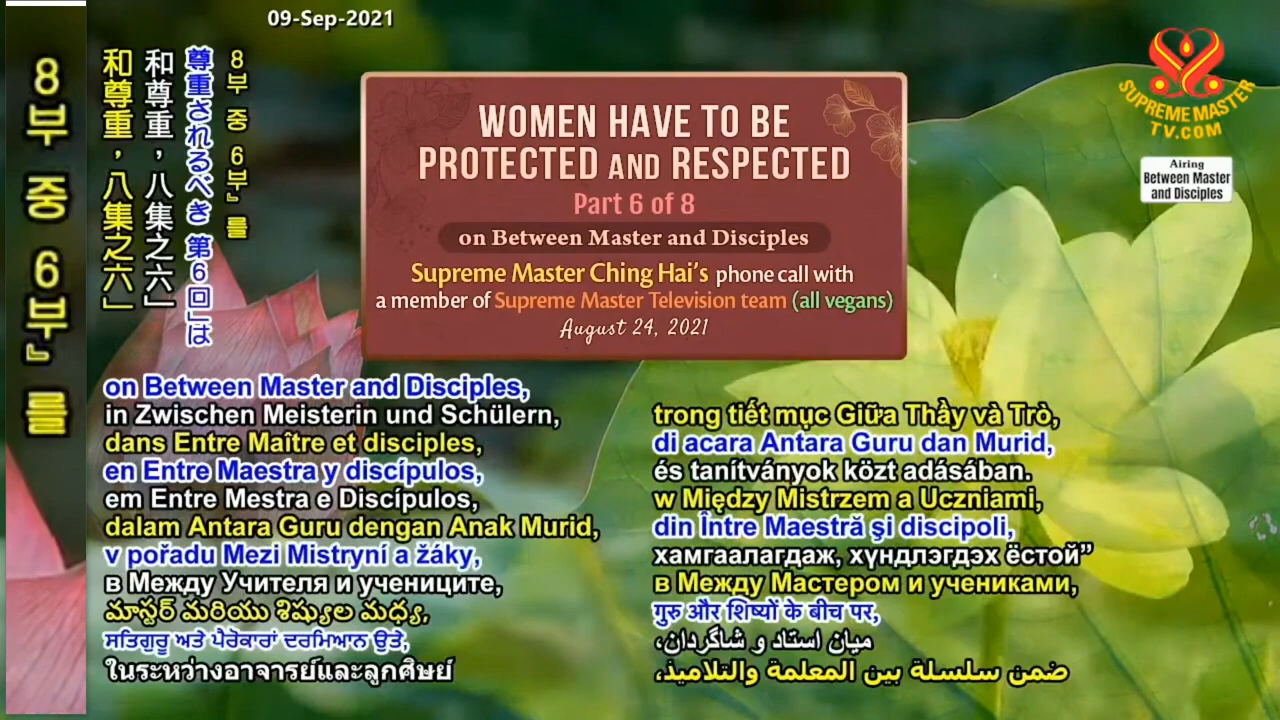 09-Sep-2021
8부 중 6부』를
和尊重，八集之六」
和尊重，八集之六」
尊重されるべき 第6回」は
8부 중 6부』를
WOMEN HAVE TO BE
PROTECTED AND RESPECTED
Part 6 of 8
on Between Master and Disciples
Supreme Master Ching Hai's phone call with
a member of Supreme Master Television team (all vegans)
August 24, 2021
SUPREME MASTER
TV.COM
Airing
Between Master
and Disciples
on Between Master and Disciples,
in Zwischen Meisterin und Schülern,
dans Entre Maître et disciples,
en Entre Maestra y discípulos,
em Entre Mestra e Discípulos,
dalam Antara Guru dengan Anak Murid,
v pořadu Mezi Mistryní a žáky,
в Между Учителя и учениците,
మాస్టర్ మరియు శిష్యుల మధ్య,
ਸਤਿਗੁਰੂ ਅਤੇ ਪੈਰੋਕਾਰਾਂ ਦਰਮਿਆਨ ਉਤੇ,
ในระหว่างอาจารย์และลูกศิษย์
trong tiết mục Giữa Thầy và Trò,
di acara Antara Guru dan Murid,
és tanítványok közt adásában.
w Między Mistrzem a Uczniami,
din Între Maestră şi discipoli,
хамгаалагдаж, хүндлэгдэх ёстой”
в Между Мастером и учениками,
गुरु और शिष्यों के बीच पर,
میان استاد و شاگردان،
ضمن سلسلة بين المعلمة والتلاميذ،